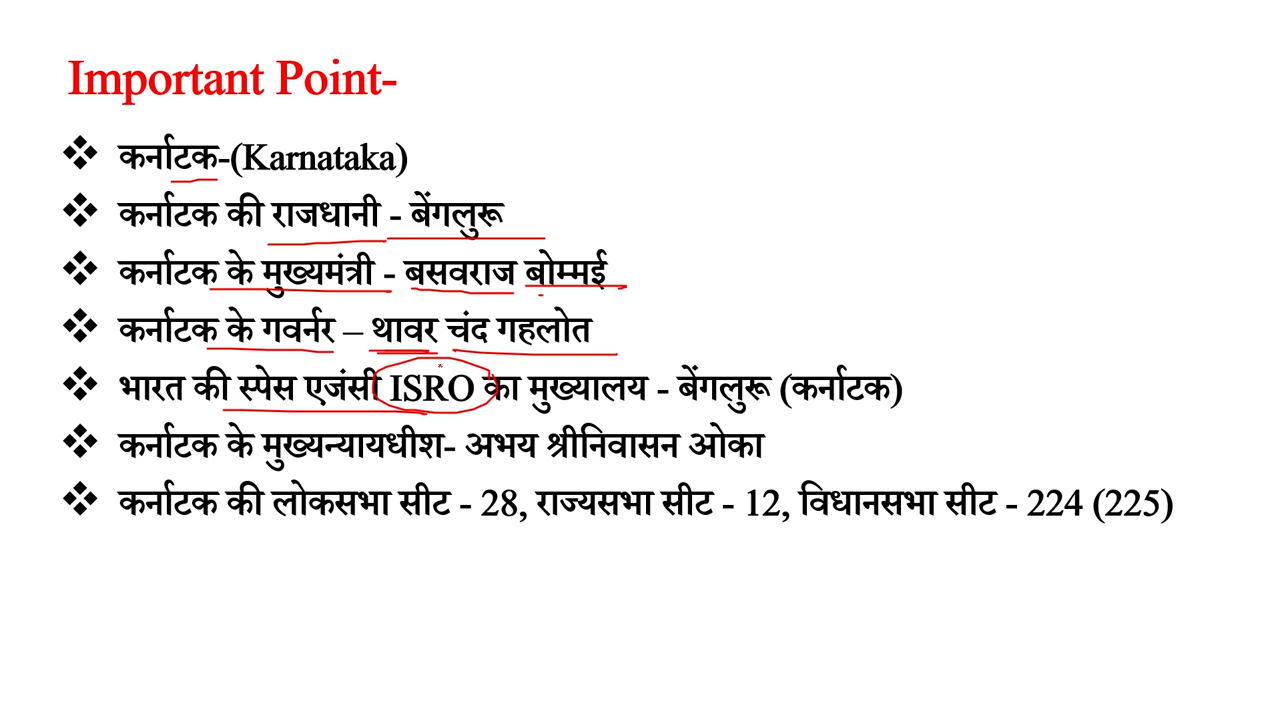 Important Point-
❖ कर्नाटक-(Karnataka)
❖ कर्नाटक की राजधानी - बेंगलुरू
❖ कर्नाटक के मुख्यमंत्री - बसवराज बोम्मई
❖ कर्नाटक के गवर्नर – थावर चंद गहलोत
❖ भारत की स्पेस एजंसी ISRO का मुख्यालय - बेंगलुरू (कर्नाटक)
❖ कर्नाटक के मुख्यन्यायधीश- अभय श्रीनिवासन ओका
❖ कर्नाटक की लोकसभा सीट - 28, राज्यसभा सीट - 12, विधानसभा सीट - 224 (225)